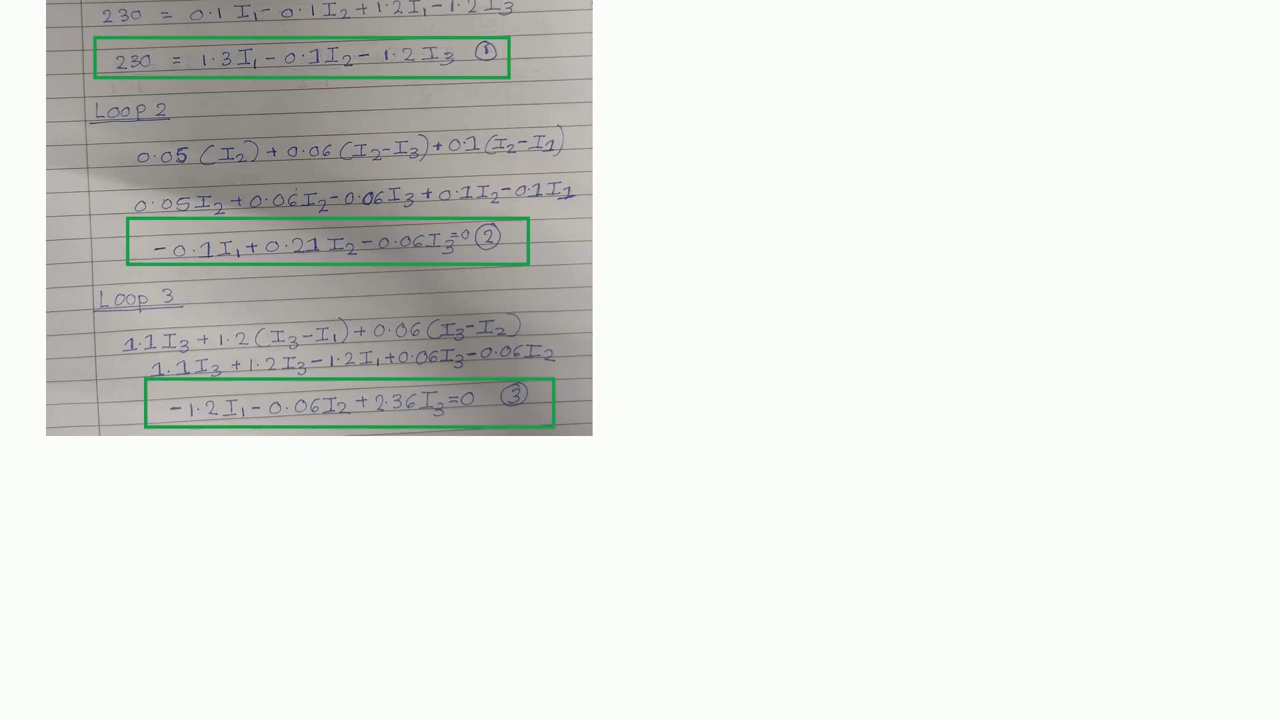 230 = 0.1 I₁ - 0.1 I₂ + 1.2 I₁ - 1.2 I₃
230 = 1.3 I₁ - 0.1 I₂ - 1.2 I₃ ①
Loop 2
0.05 (I₂) + 0.06 (I₂-I₃) + 0.1 (I₂-I1)
0.05 I₂ + 0.06 I₂ - 0.06 I₃ + 0.1 I₂ - 0.1 I1
-0.1 I₁ + 0.21 I₂ - 0.06 I₃ =0 ②
Loop 3
1.1 I₃ + 1.2 (I₃-I₁) + 0.06 (I₃-I₂)
1.1 I₃ + 1.2 I₃ - 1.2 I₁ + 0.06 I₃ - 0.06 I₂
-1.2 I₁ - 0.06 I₂ + 2.36 I₃ = 0 ③